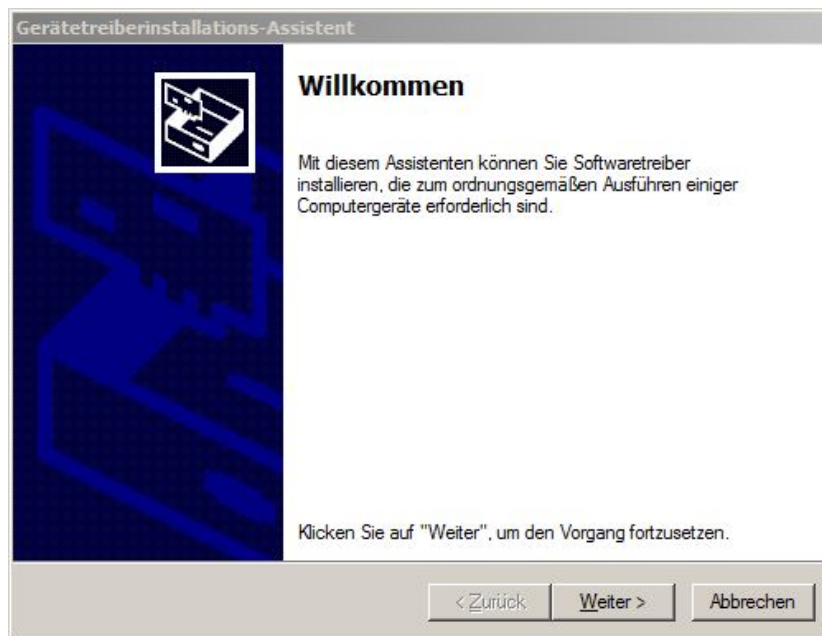 Gerätetreiberinstallations-Assistent
Willkommen
Mit diesem Assistenten können Sie Softwaretreiber
installieren, die zum ordnungsgemäßen Ausführen einiger
Computergeräte erforderlich sind.
Klicken Sie auf "Weiter", um den Vorgang fortzusetzen.
< Zurück Weiter > Abbrechen